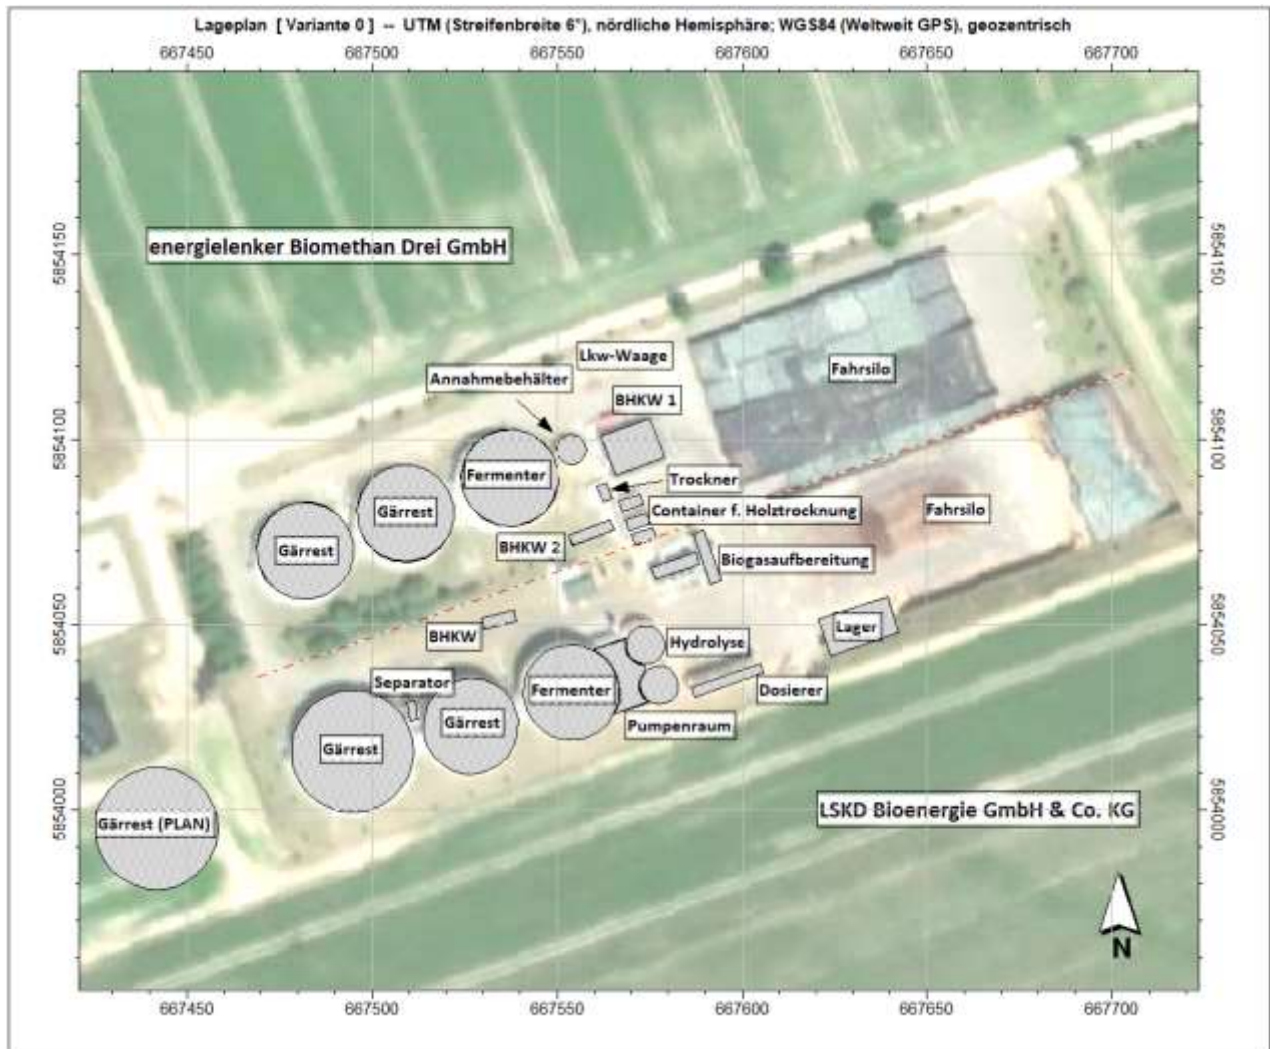 Lageplan [ Variante 0 ] -- UTM (Streifenbreite 6°), nördliche Hemisphäre; WGS84 (Weltweit GPS), geozentrisch
667450 667500 667550 667600 667650 667700
energielenker Biomethan Drei GmbH
5854150
5854150
Lkw-Waage
Annahmebehälter
Fahrsilo
BHKW 1
5854100
5854100
Fermenter
Trockner
Gärrest
Container f. Holztrocknung
Fahrsilo
Gärrest
BHKW 2
Biogasaufbereitung
5854050
5854050
BHKW
Hydrolyse
Lager
Separator
Fermenter
Dosierer
Gärrest
Pumpenraum
Gärrest
5854000
5854000
Gärrest (PLAN)
LSKD Bioenergie GmbH & Co. KG
N
667450 667500 667550 667600 667650 667700